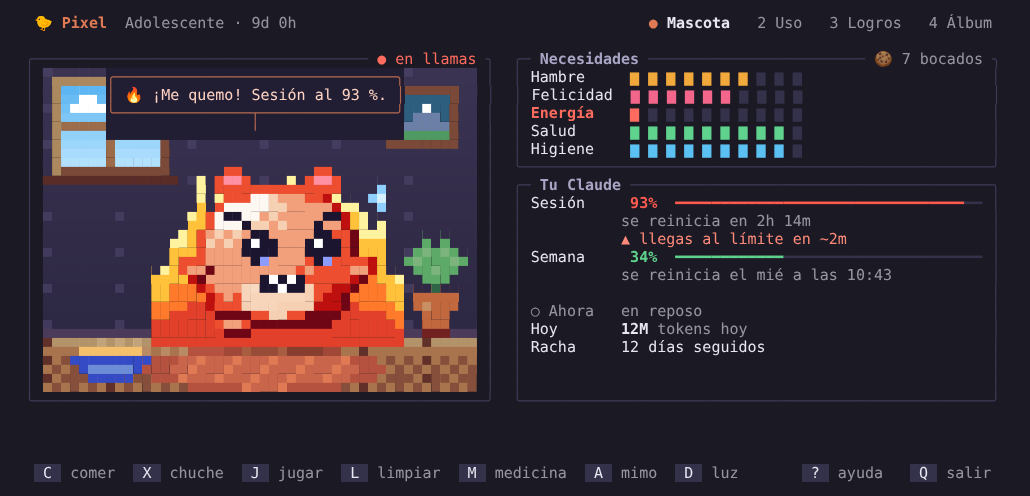 Pixel Adolescente · 9d 0h
● Mascota 2 Uso 3 Logros 4 Álbum
● en llamas
¡Me quemo! Sesión al 93 %.
Necesidades 7 bocados
Hambre
Felicidad
Energía
Salud
Higiene
Tu Claude
Sesión 93%
se reinicia en 2h 14m
▲ llegas al límite en ~2m
Semana 34%
se reinicia el mié a las 10:43
○ Ahora en reposo
Hoy 12M tokens hoy
Racha 12 días seguidos
C comer X chuche J jugar L limpiar M medicina A mimo D luz ? ayuda Q salir